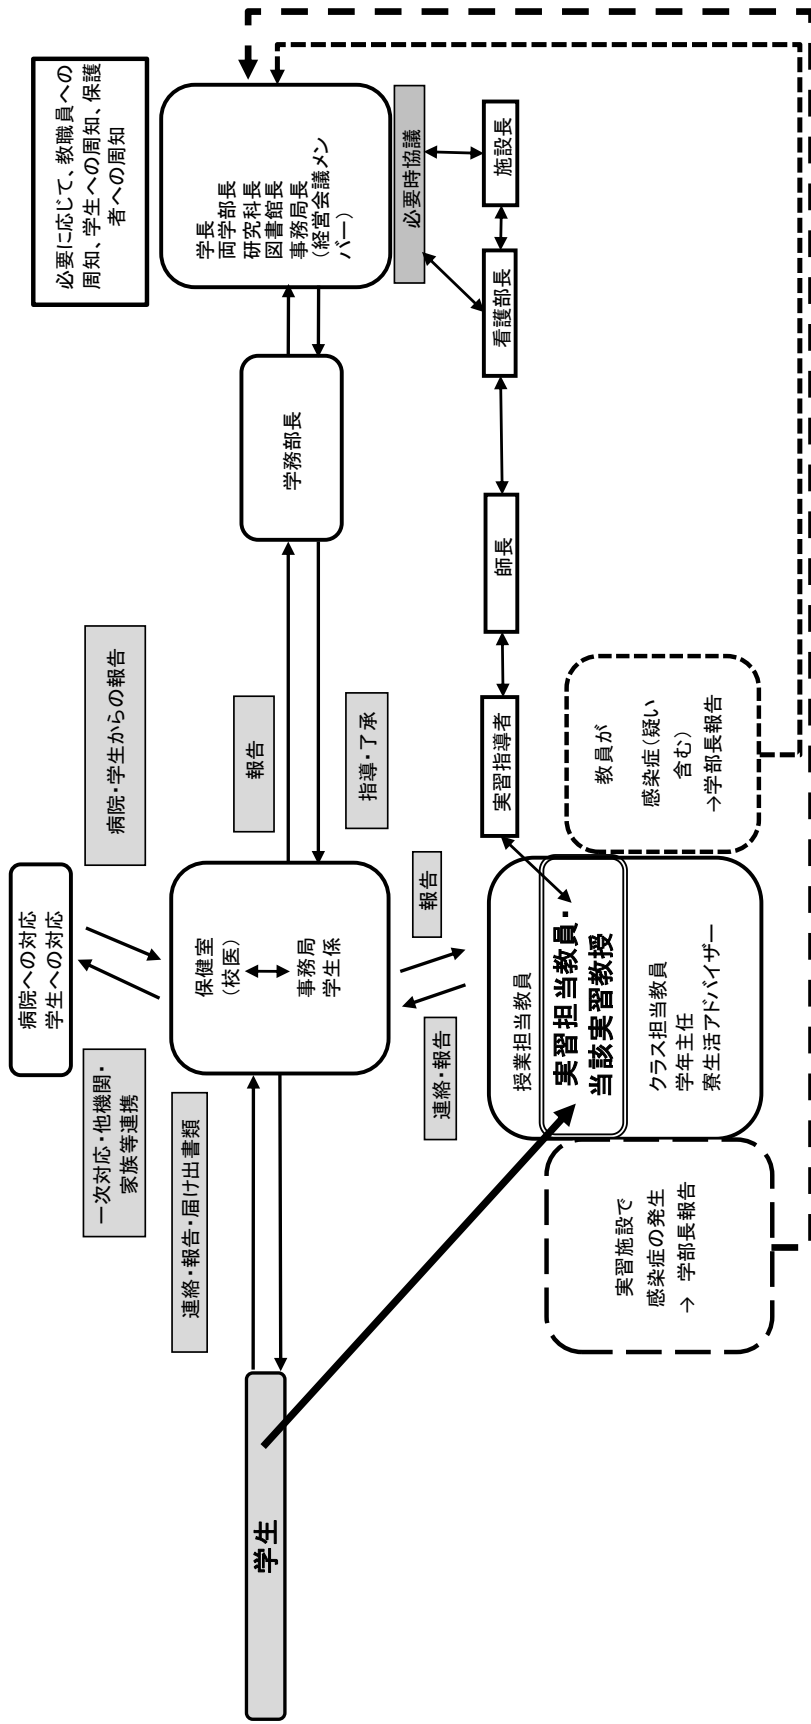 必要に応じて、教職員への
周知、学生への周知、保護
者への周知
学長
両学部長
研究科長
図書館長
事務局長
(経営会議メン
バー)
必要時協議
施設長
看護部長
師長
実習指導者
学務部長
病院・学生からの報告
報告
指導・了承
病院への対応
学生への対応
保健室
(校医)
事務局
学生係
一次対応・他機関・
家族等連携
連絡・報告・届け出書類
報告
連絡・報告
授業担当教員
実習担当教員・
当該実習教授
クラス担当教員
学年主任
寮生活アドバイザー
教員が
感染症(疑い
含む)
→学部長報告
実習施設で
感染症の発生
→ 学部長報告
学生